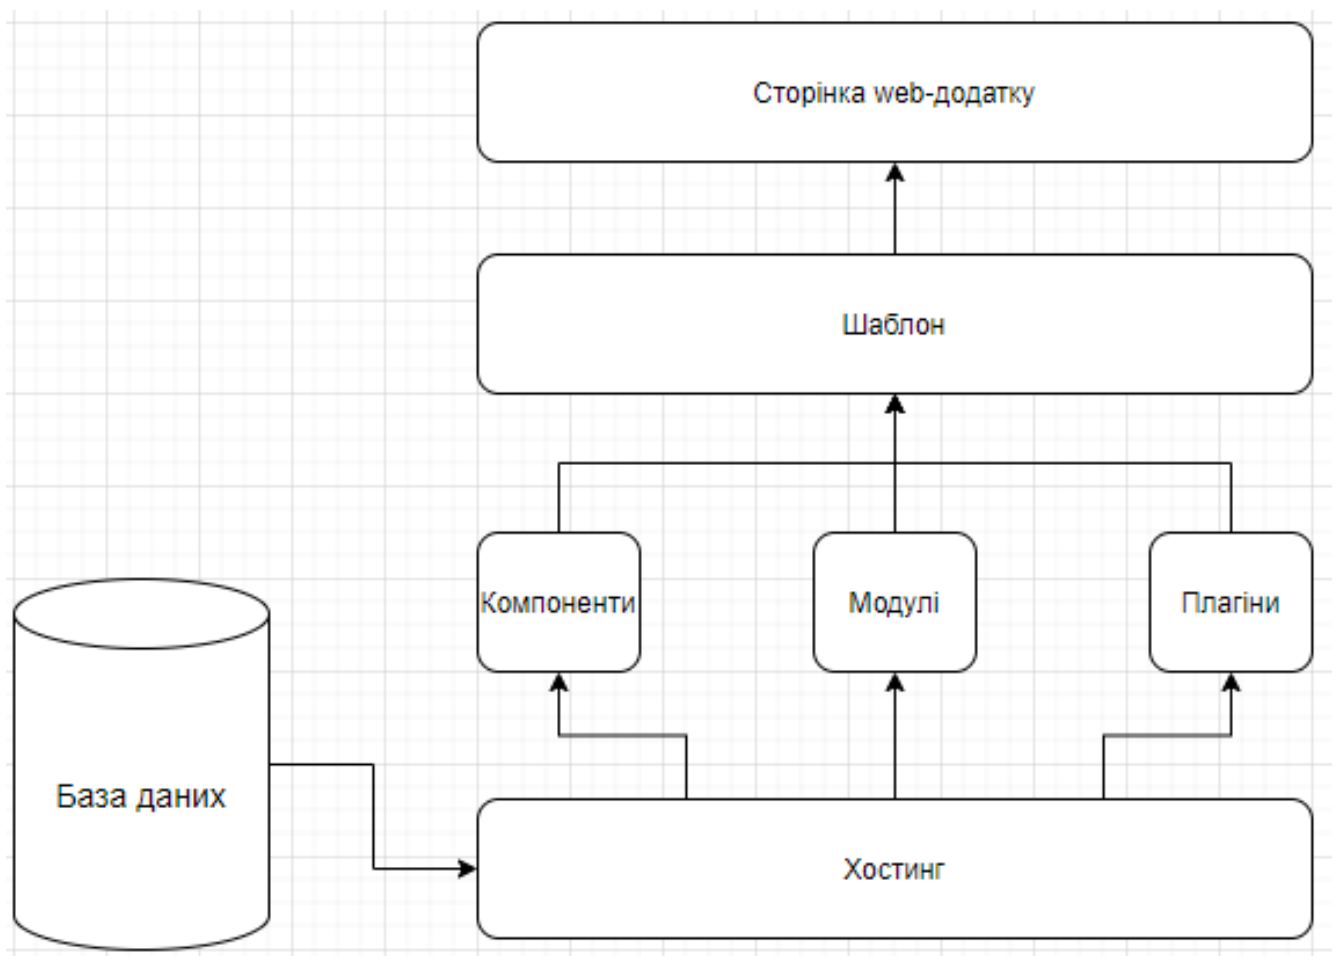 Сторінка web-додатку
Шаблон
Компоненти
Модулі
Плагіни
База даних
Хостинг